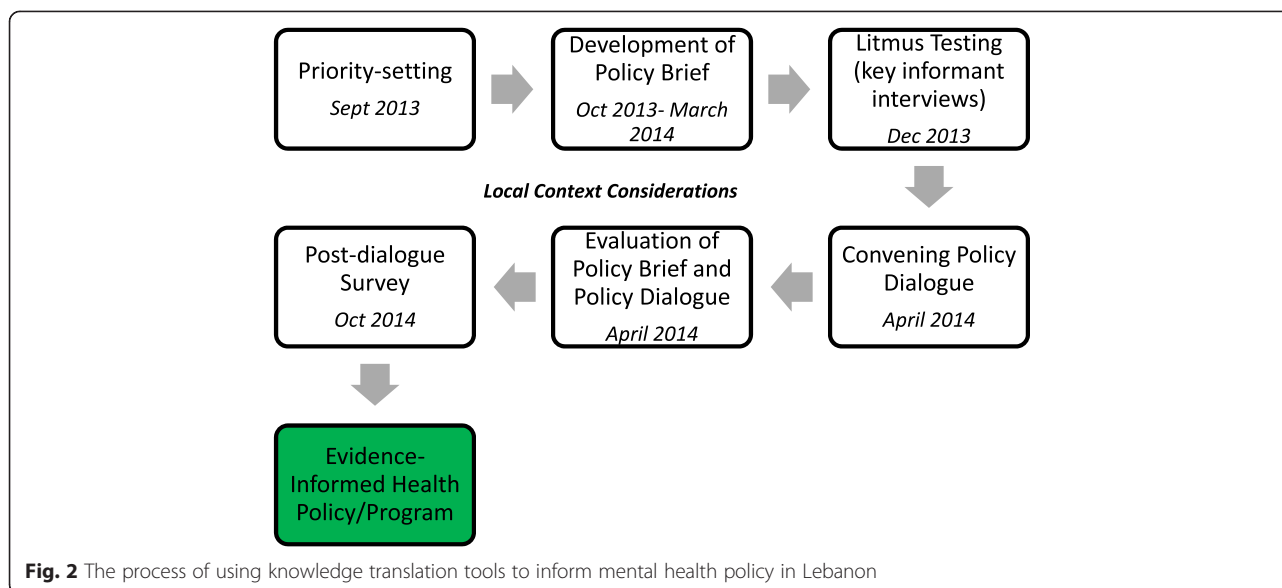 Priority-setting
Sept 2013
Development of
Policy Brief
Oct 2013- March
2014
Litmus Testing
(key informant
interviews)
Dec 2013
Local Context Considerations
Convening Policy
Dialogue
April 2014
Evaluation of
Policy Brief and
Policy Dialogue
April 2014
Post-dialogue
Survey
Oct 2014
Evidence-
Informed Health
Policy/Program
Fig. 2 The process of using knowledge translation tools to inform mental health policy in Lebanon